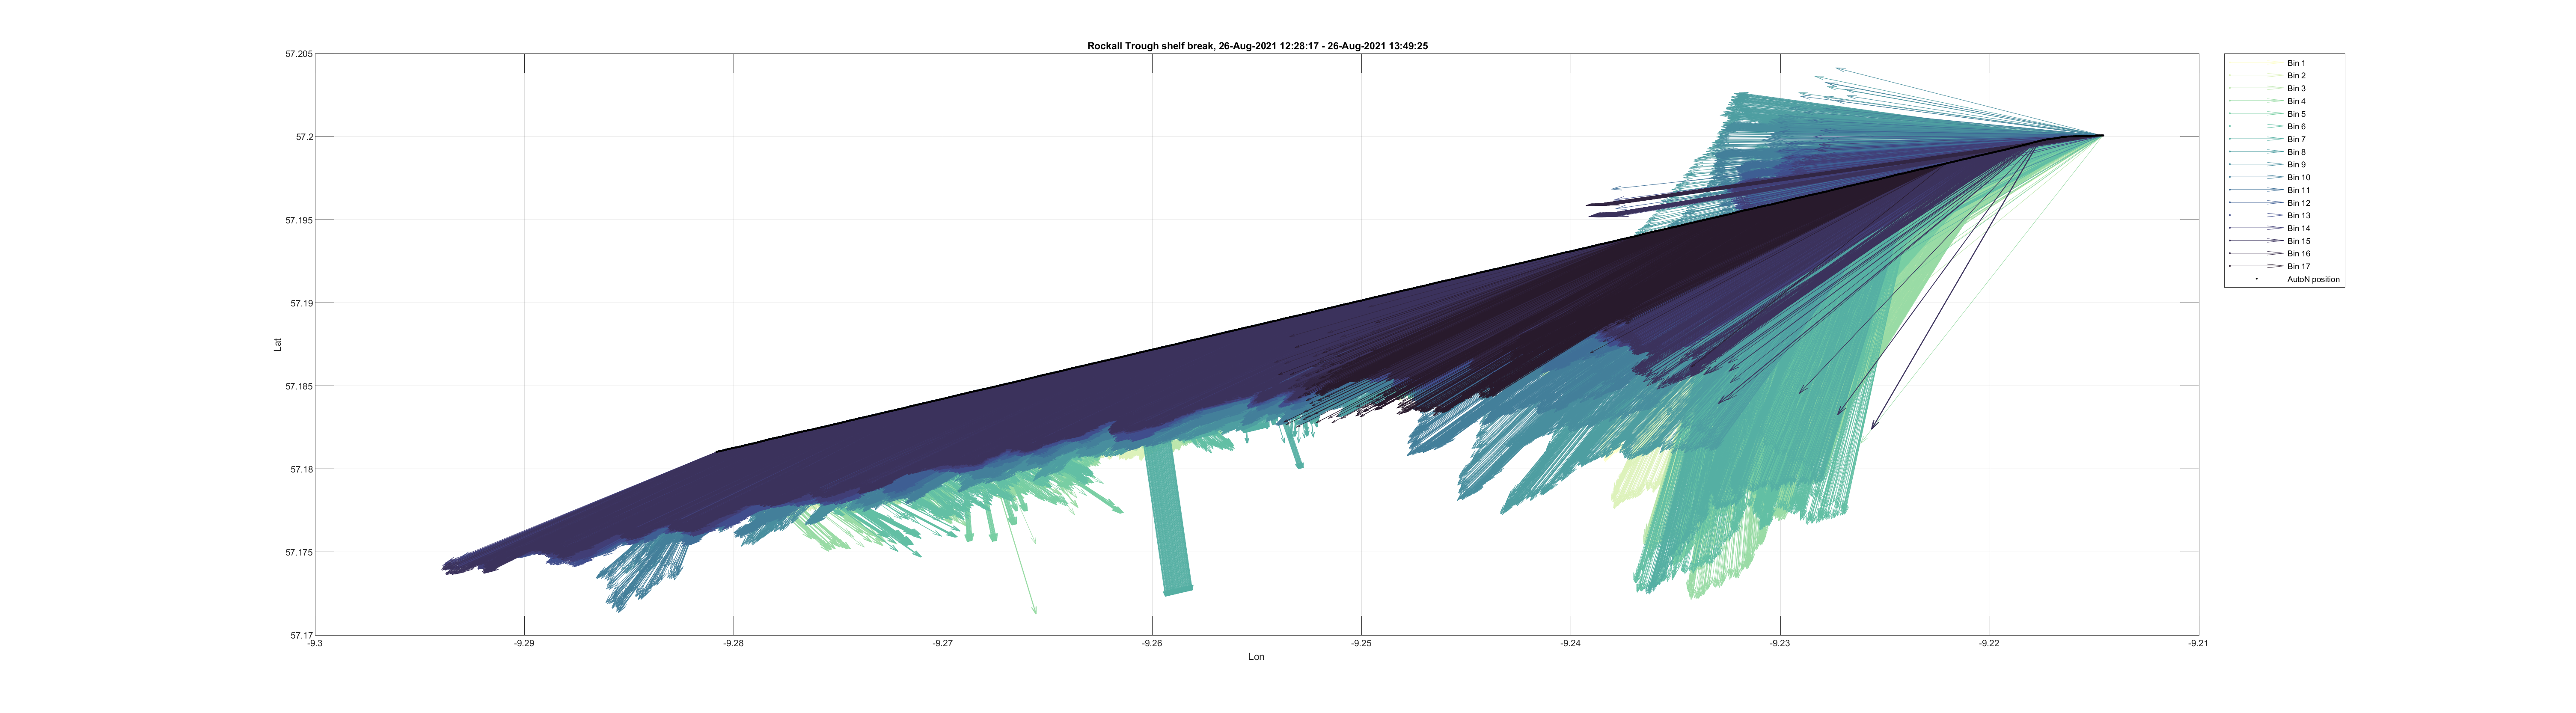 Rockall Trough shelf break, 26-Aug-2021 12:28:17 - 26-Aug-2021 13:49:25
57.205
57.2
57.195
57.19
57.185
57.18
57.175
57.17
Lat
-9.3
-9.29
-9.28
-9.27
-9.26
-9.25
-9.24
-9.23
-9.22
-9.21
Lon
Bin 1
Bin 2
Bin 3
Bin 4
Bin 5
Bin 6
Bin 7
Bin 8
Bin 9
Bin 10
Bin 11
Bin 12
Bin 13
Bin 14
Bin 15
Bin 16
Bin 17
AutoN position